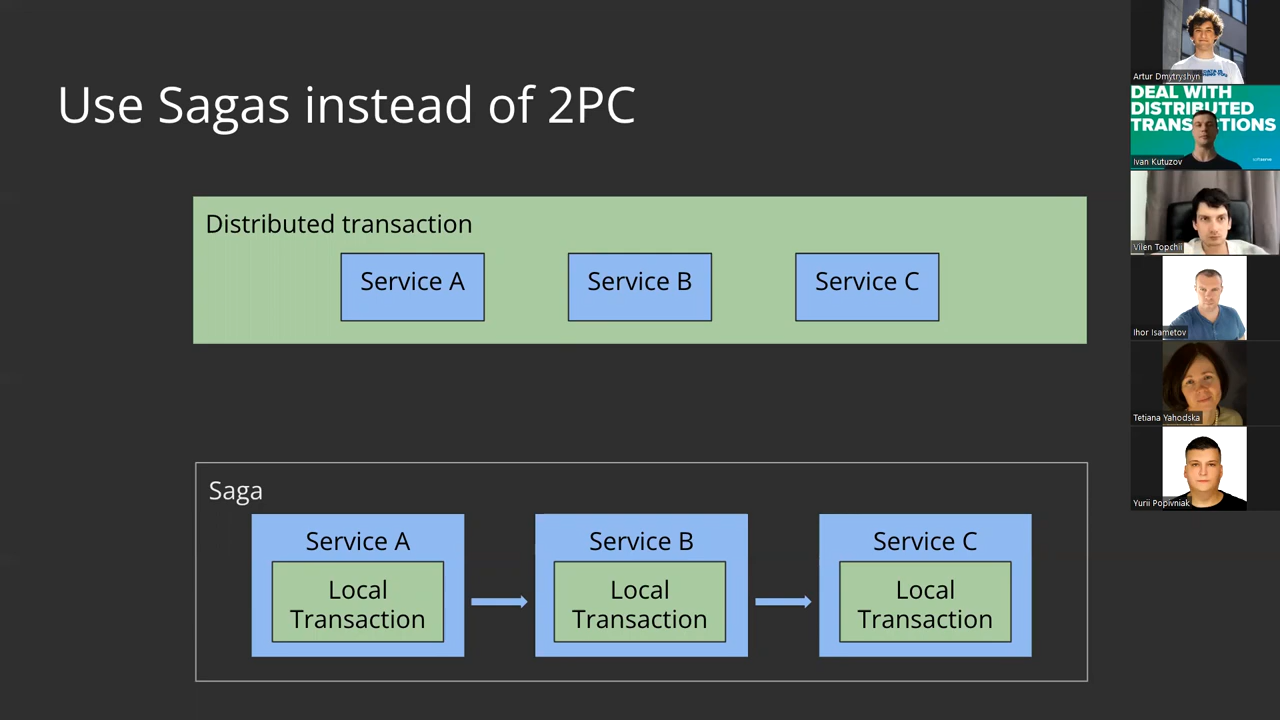 Use Sagas instead of 2PC
Distributed transaction
Service A
Service B
Service C
Saga
Service A
Local
Transaction
Service B
Local
Transaction
Service C
Local
Transaction
Artur Dmytryshyn
DEAL WITH
DISTRIBUTED
Ivan Kutuzov
softserve
Vilen Topchii
Ihor Isametov
Tetiana Yahodska
Yurii Popivniak